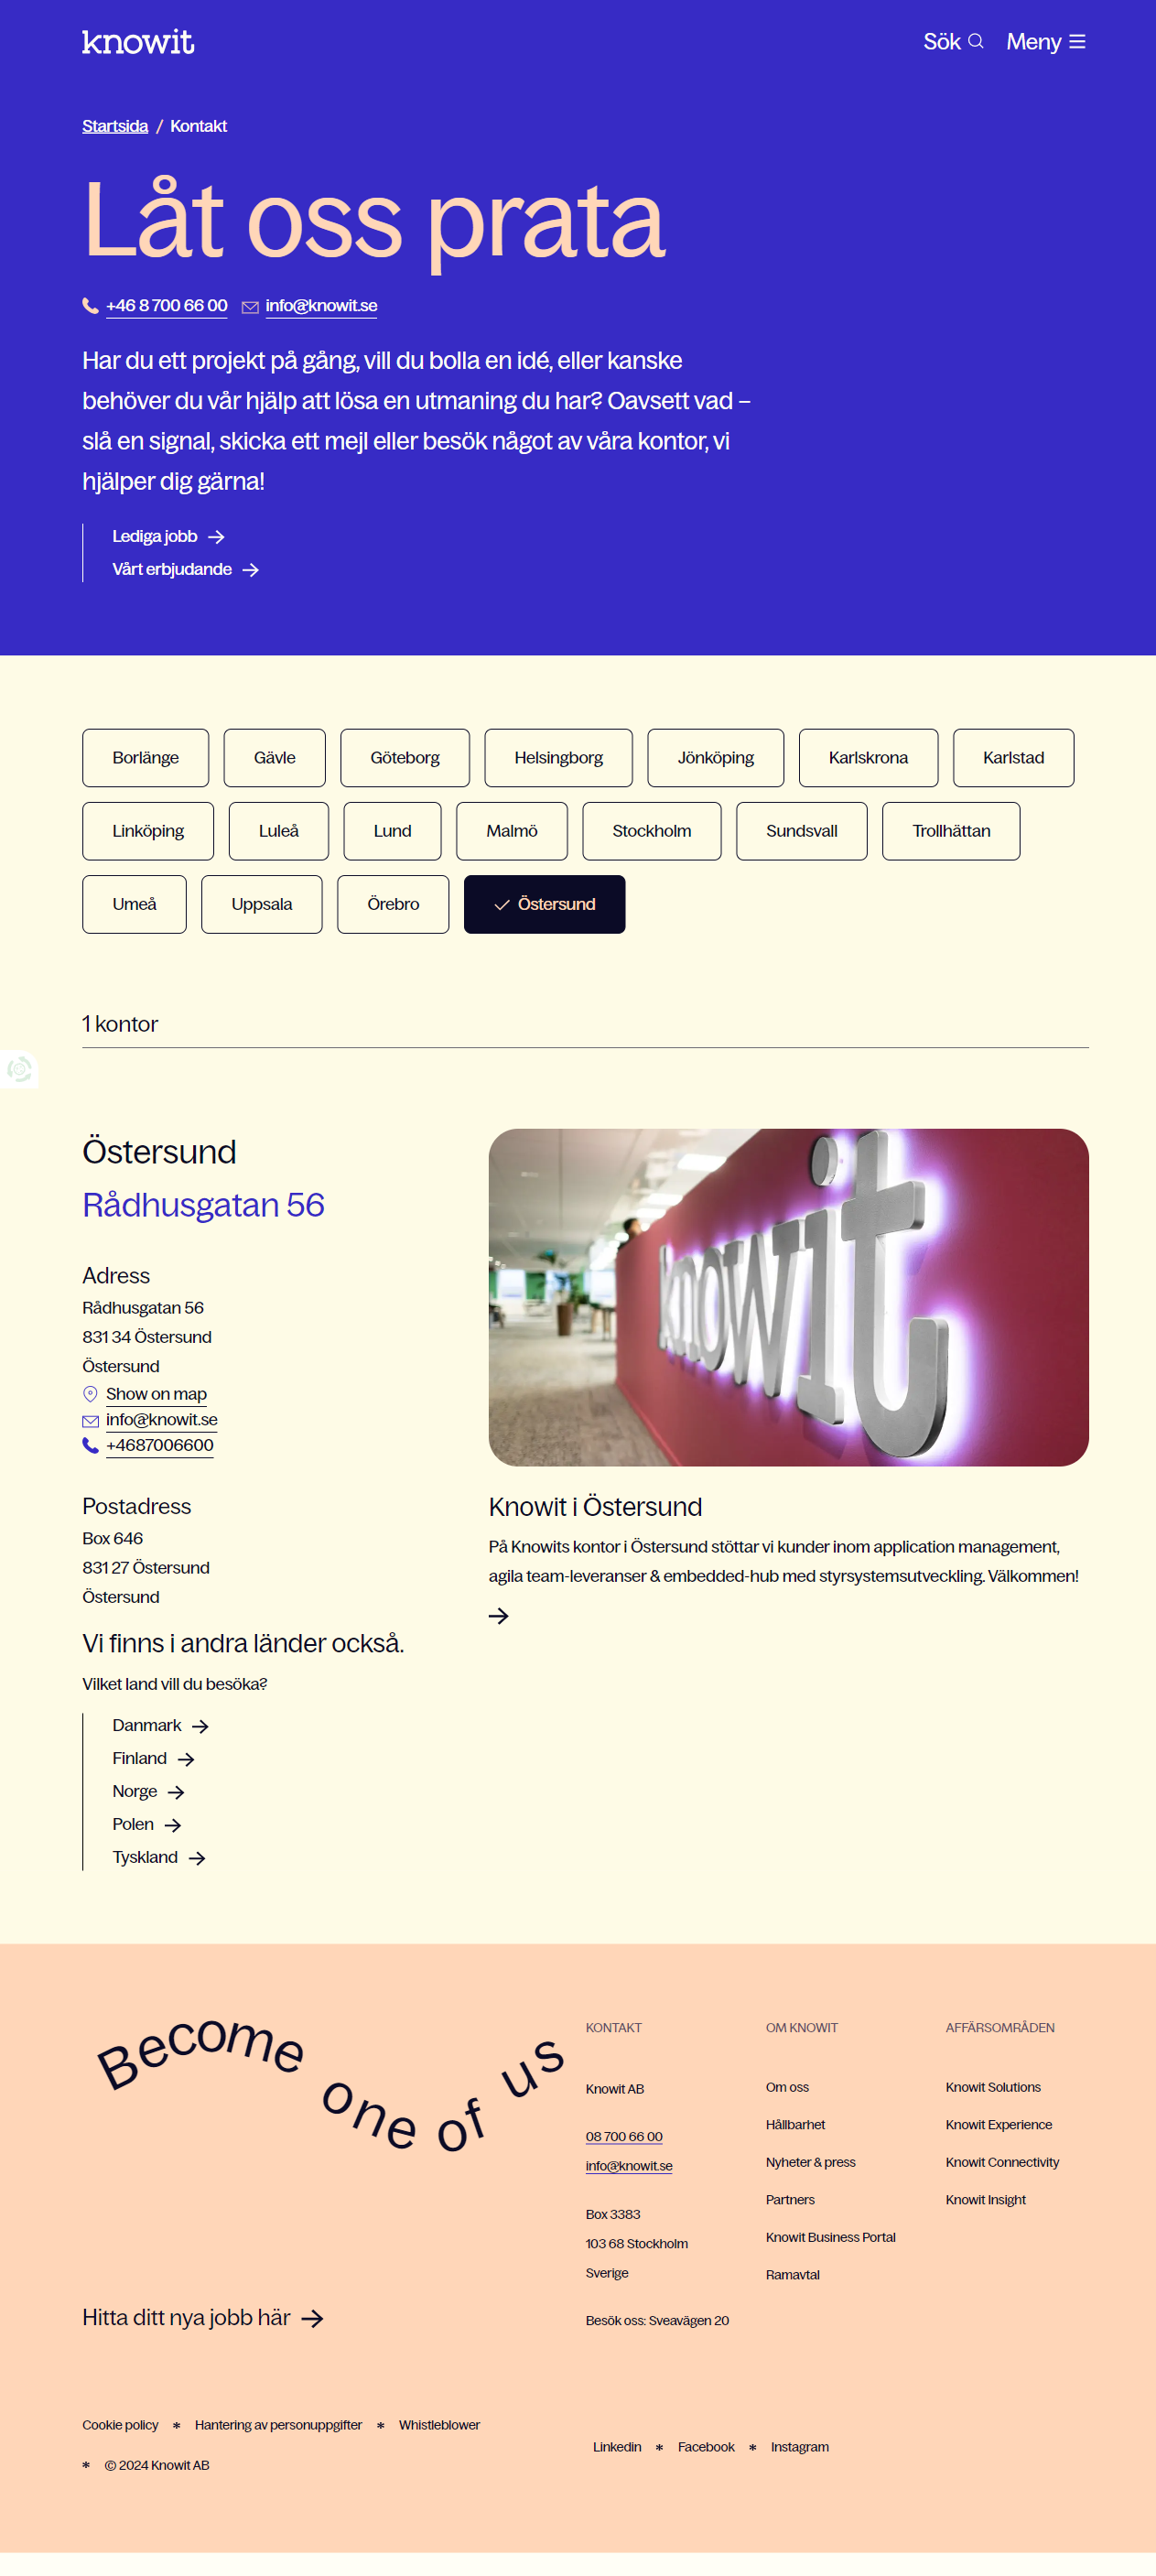 knowit
Sök
Meny
Startsida / Kontakt
Låt oss prata
+46 8 700 66 00 info@knowit.se
Har du ett projekt på gång, vill du bolla en idé, eller kanske
behöver du vår hjälp att lösa en utmaning du har? Oavsett vad –
slå en signal, skicka ett mejl eller besök något av våra kontor, vi
hjälper dig gärna!
Lediga jobb
Vårt erbjudande
Borlänge Gävle Göteborg Helsingborg Jönköping Karlskrona Karlstad
Linköping Luleå Lund Malmö Stockholm Sundsvall Trollhättan
Umeå Uppsala Örebro Östersund
1 kontor
Östersund
Rådhusgatan 56
Adress
Rådhusgatan 56
831 34 Östersund
Östersund
Show on map
info@knowit.se
+4687006600
Postadress
Box 646
831 27 Östersund
Östersund
knowit
Knowit i Östersund
På Knowits kontor i Östersund stöttar vi kunder inom application management,
agila team-leveranser & embedded-hub med styrsystemsutveckling. Välkommen!
Vi finns i andra länder också.
Vilket land vill du besöka?
Danmark
Finland
Norge
Polen
Tyskland
Become one of us
Hitta ditt nya jobb här
KONTAKT
Knowit AB
08 700 66 00
info@knowit.se
Box 3383
103 68 Stockholm
Sverige
Besök oss: Sveavägen 20
OM KNOWIT
Om oss
Hållbarhet
Nyheter & press
Partners
Knowit Business Portal
Ramavtal
AFFÄRSOMRÅDEN
Knowit Solutions
Knowit Experience
Knowit Connectivity
Knowit Insight
Cookie policy * Hantering av personuppgifter * Whistleblower
* © 2024 Knowit AB
Linkedin * Facebook * Instagram